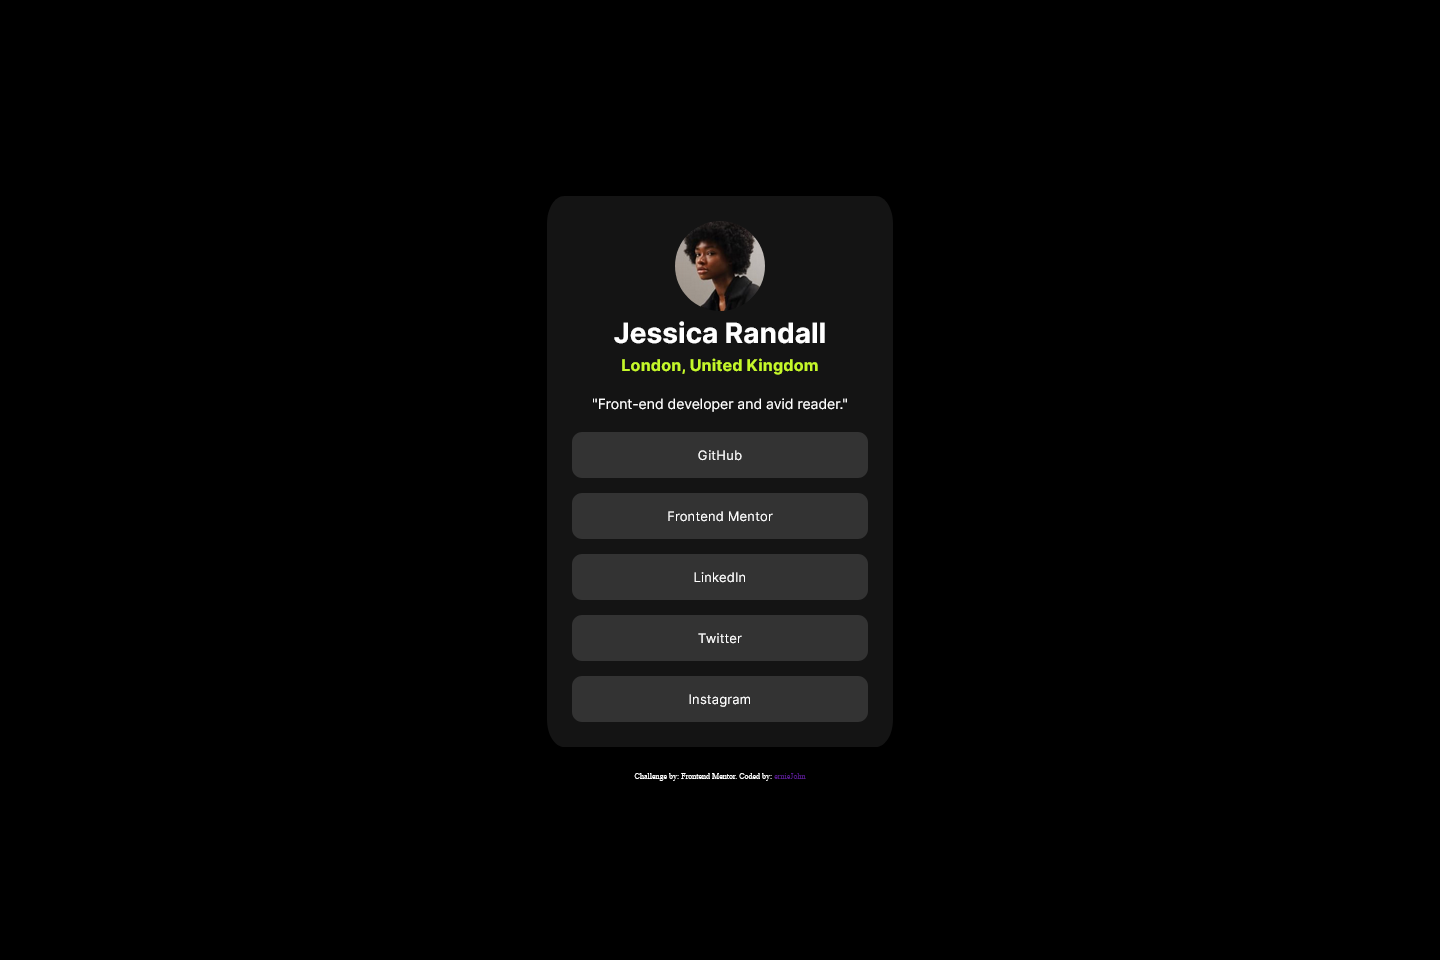 Jessica Randall
London, United Kingdom
"Front-end developer and avid reader."
GitHub
Frontend Mentor
LinkedIn
Twitter
Instagram
Challenge by: Frontend Mentor. Coded by: ernieJohn